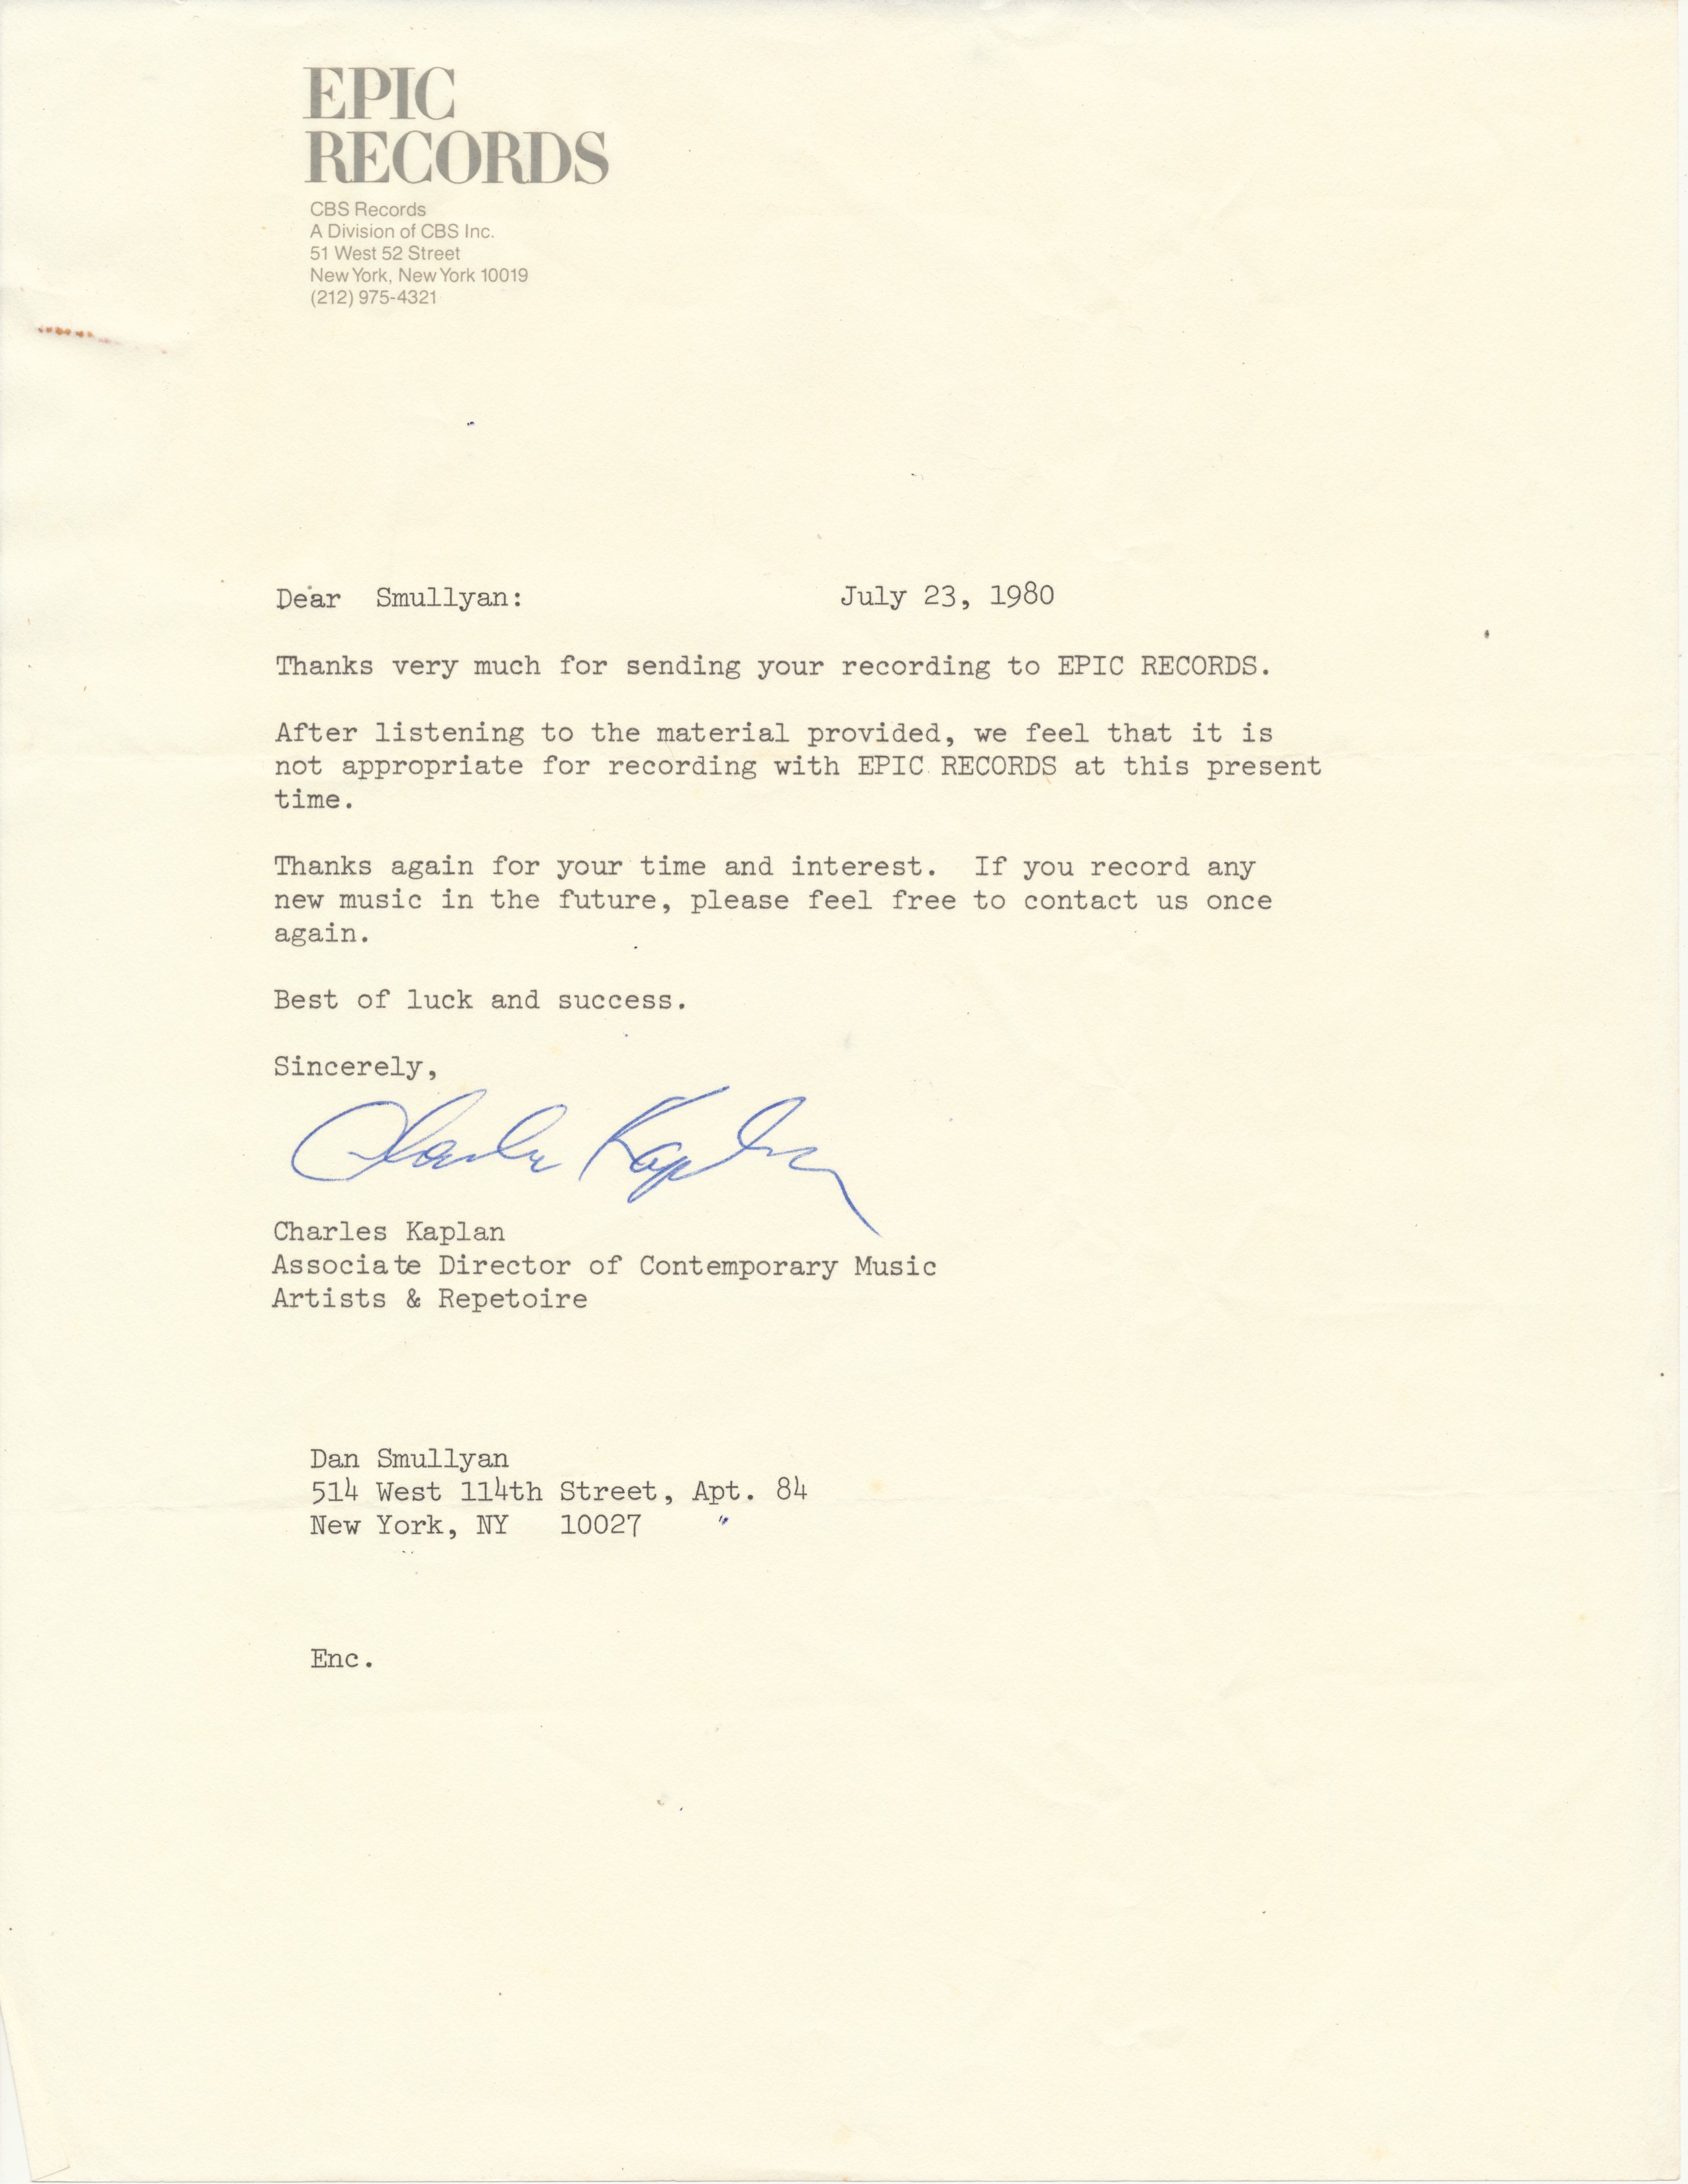 EPIC
RECORDS
CBS Records
A Division of CBS Inc.
51 West 52 Street
New York, New York 10019
(212) 975-4321
Dear  Smullyan: July 23, 1980
Thanks very much for sending your recording to EPIC RECORDS.
After listening to the material provided, we feel that it is
not appropriate for recording with EPIC RECORDS at this present
time.
Thanks again for your time and interest.  If you record any
new music in the future, please feel free to contact us once
again.
Best of luck and success.
Sincerely,
Charles Kaplan
Charles Kaplan
Associate Director of Contemporary Music
Artists & Repetoire
Dan Smullyan
514 West 114th Street, Apt. 84
New York, NY  10027
Enc.